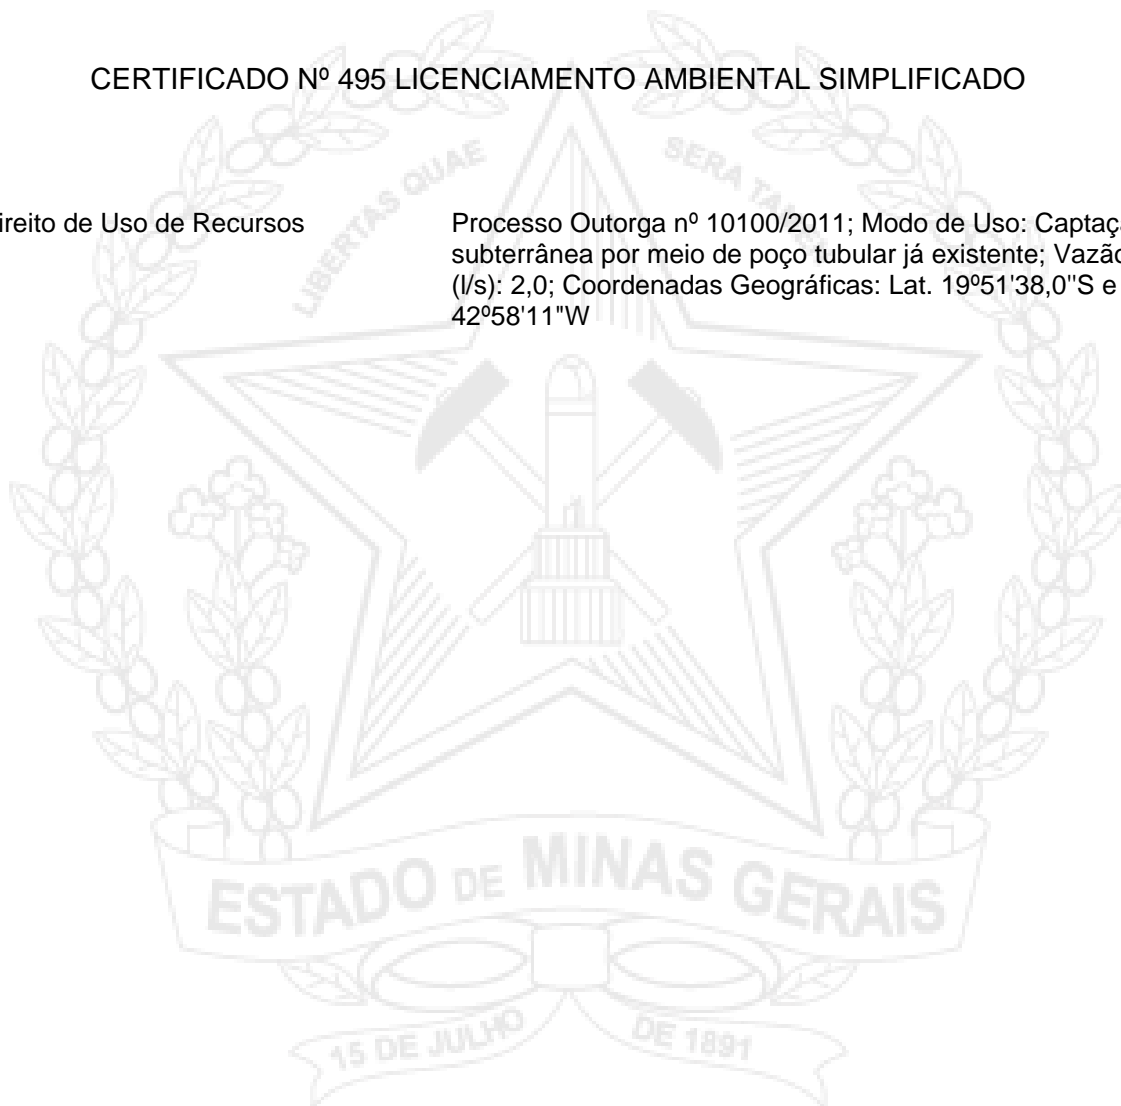 CERTIFICADO Nº 495 LICENCIAMENTO AMBIENTAL SIMPLIFICADO
LIBERTAS QUAE SERA
ireito de Uso de Recursos
Processo Outorga nº 10100/2011; Modo de Uso: Captaç
subterrânea por meio de poço tubular já existente; Vazão
(l/s): 2,0; Coordenadas Geográficas: Lat. 19º51'38,0"S e
42º58'11"W
ESTADO DE MINAS GERAIS
15 DE JULHO DE 1891